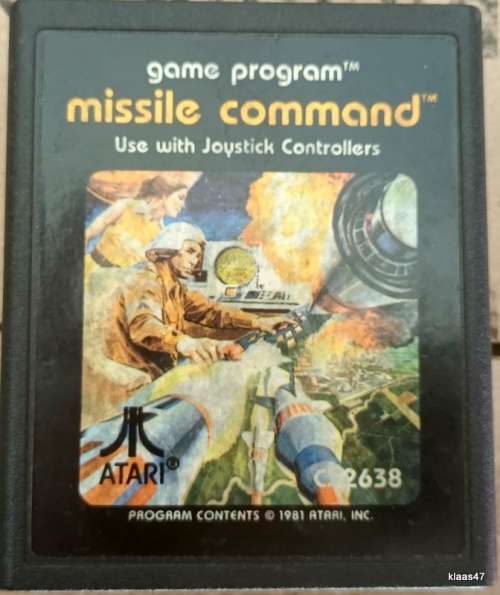 game program™
missile command™
Use with Joystick Controllers
ATARI®
CX2638
PROGRAM CONTENTS © 1981 ATARI, INC.
klaas47